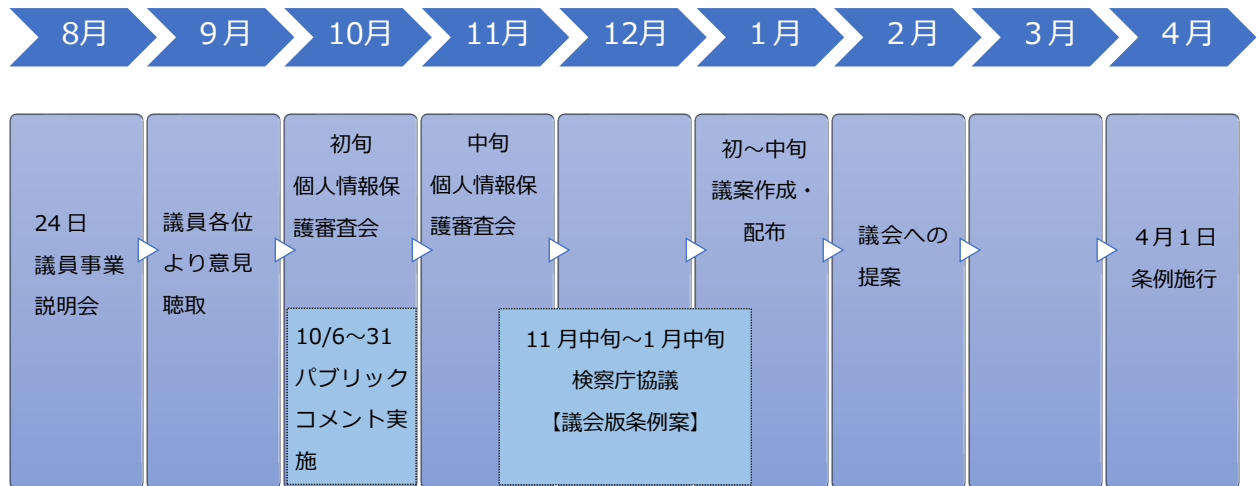 8月
9月
10月
11月
12月
1月
2月
3月
4月
24日
議員事業
説明会
議員各位
より意見
聴取
初旬
個人情報保
護審査会
10/6～31
パブリック
コメント実
施
中旬
個人情報保
護審査会
11月中旬～1月中旬
検察庁協議
【議会版条例案】
初～中旬
議案作成・
配布
議会への
提案
4月1日
条例施行